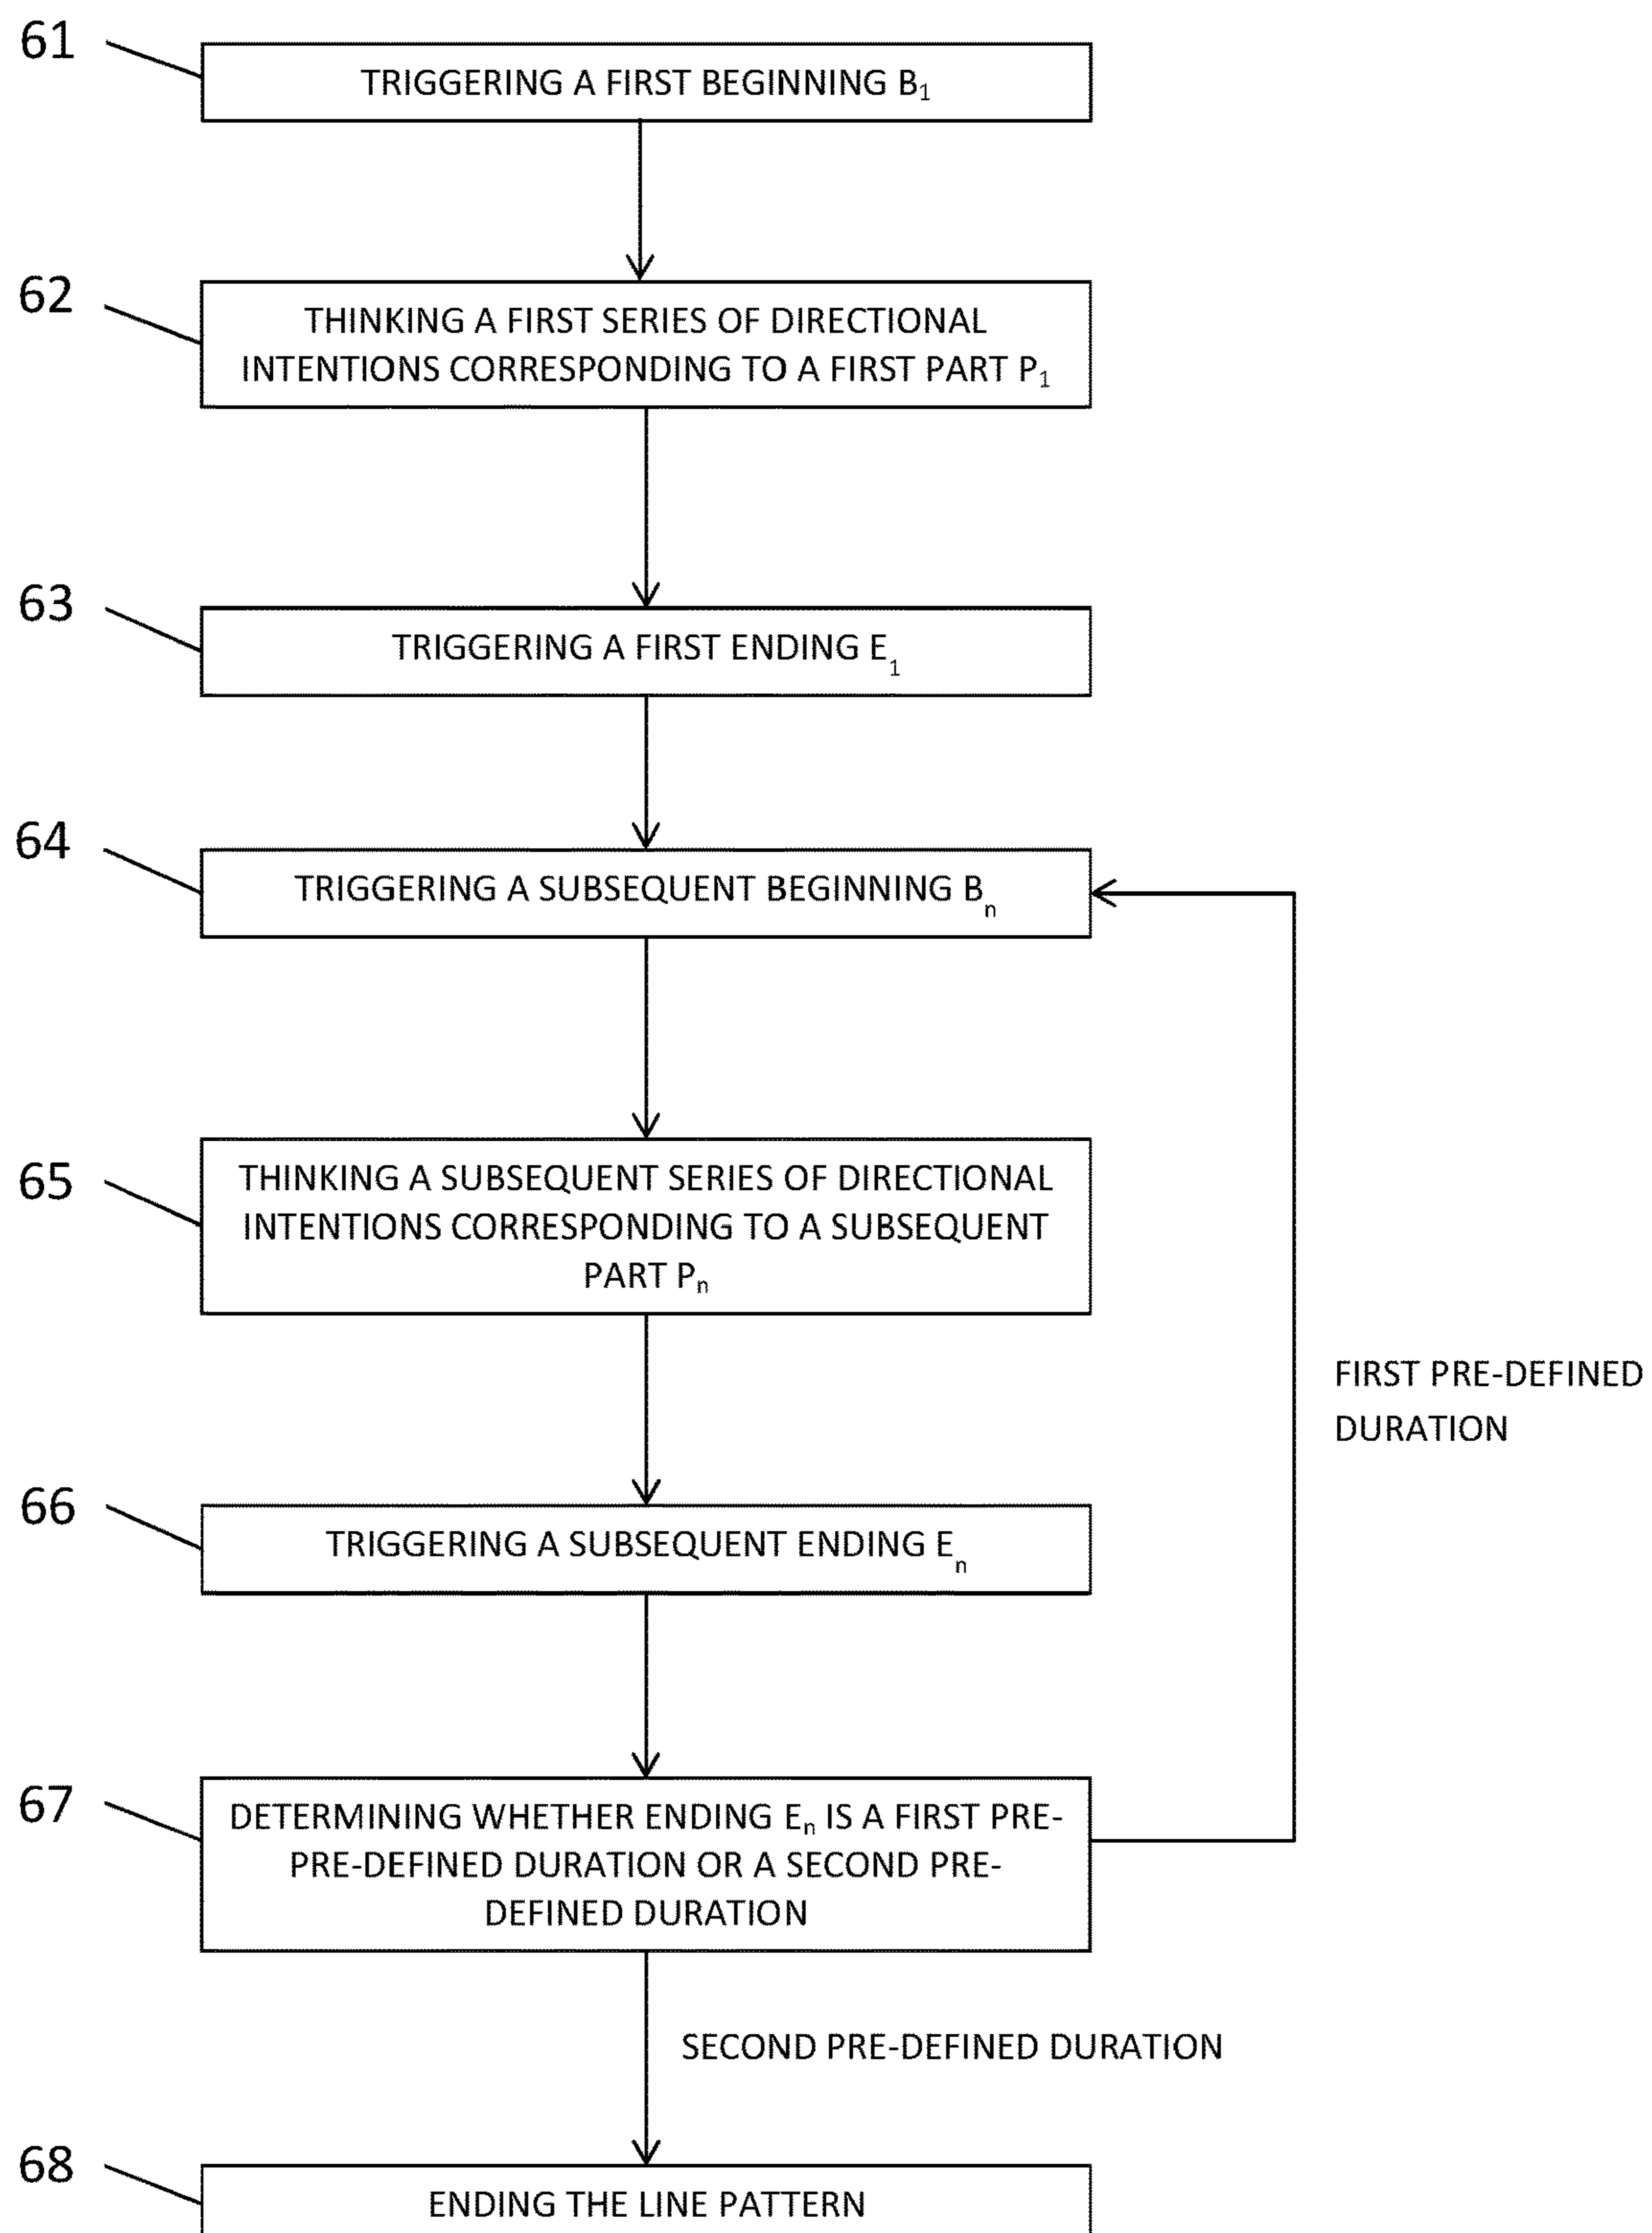 61
TRIGGERING A FIRST BEGINNING B₁
62
THINKING A FIRST SERIES OF DIRECTIONAL
INTENTIONS CORRESPONDING TO A FIRST PART P₁
63
TRIGGERING A FIRST ENDING E₁
64
TRIGGERING A SUBSEQUENT BEGINNING Bₙ
65
THINKING A SUBSEQUENT SERIES OF DIRECTIONAL
INTENTIONS CORRESPONDING TO A SUBSEQUENT
PART Pₙ
FIRST PRE-DEFINED
DURATION
66
TRIGGERING A SUBSEQUENT ENDING Eₙ
67
DETERMINING WHETHER ENDING Eₙ IS A FIRST PRE-
PRE-DEFINED DURATION OR A SECOND PRE-
DEFINED DURATION
SECOND PRE-DEFINED DURATION
68
ENDING THE LINE PATTERN